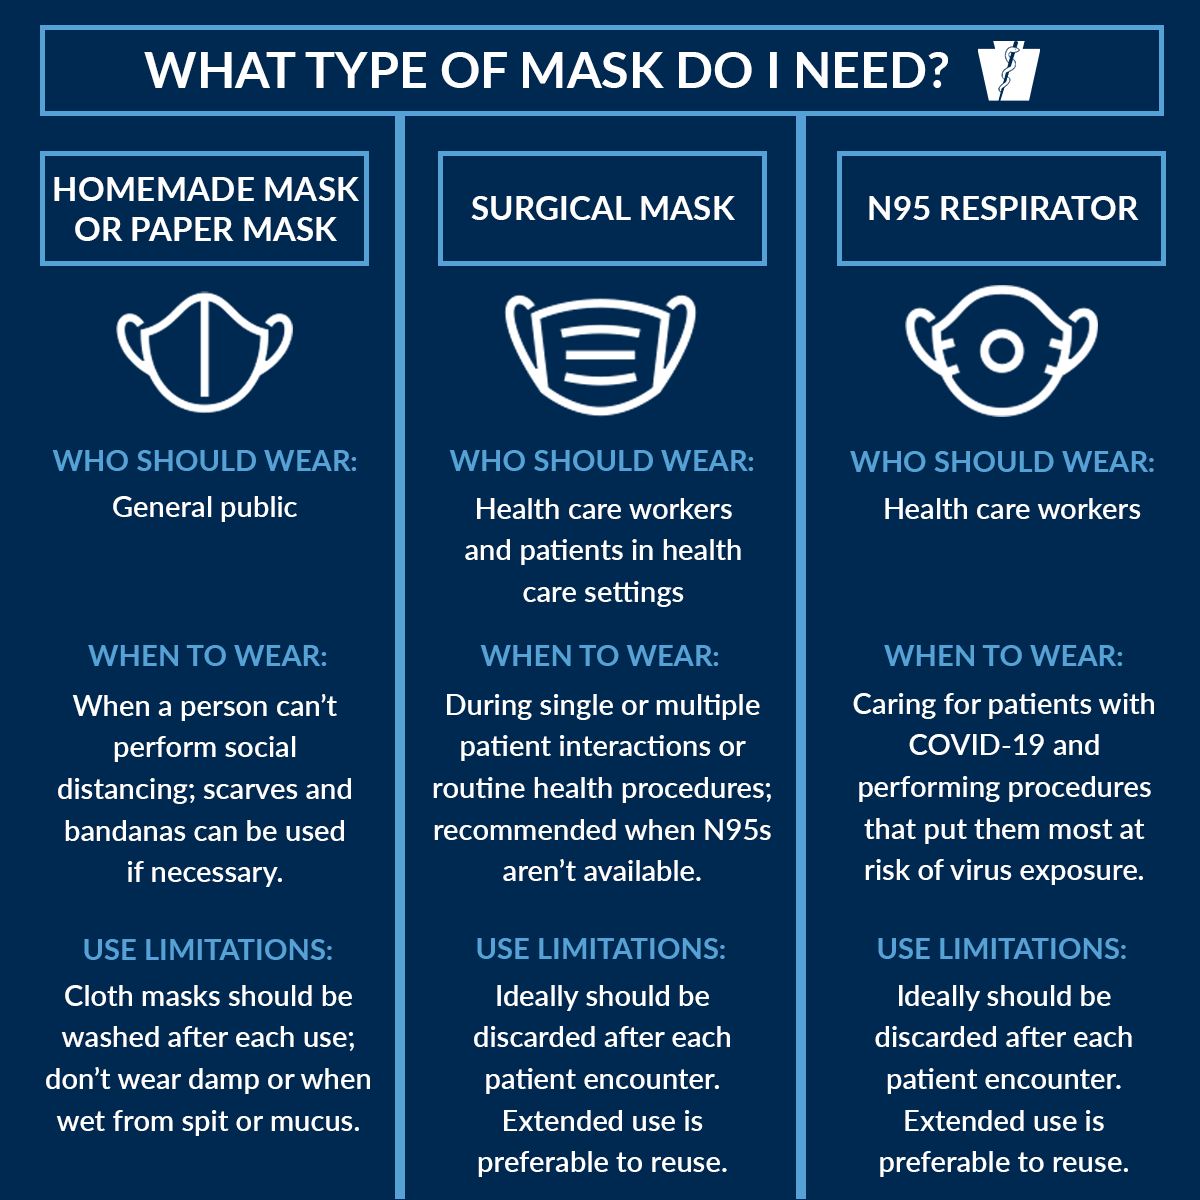 WHAT TYPE OF MASK DO I NEED?
HOMEMADE MASK
OR PAPER MASK
WHO SHOULD WEAR:
General public
WHEN TO WEAR:
When a person can’t
perform social
distancing; scarves and
bandanas can be used
if necessary.
USE LIMITATIONS:
Cloth masks should be
washed after each use;
don’t wear damp or when
wet from spit or mucus.
SURGICAL MASK
WHO SHOULD WEAR:
Health care workers
and patients in health
care settings
WHEN TO WEAR:
During single or multiple
patient interactions or
routine health procedures;
recommended when N95s
aren’t available.
USE LIMITATIONS:
Ideally should be
discarded after each
patient encounter.
Extended use is
preferable to reuse.
N95 RESPIRATOR
WHO SHOULD WEAR:
Health care workers
WHEN TO WEAR:
Caring for patients with
COVID-19 and
performing procedures
that put them most at
risk of virus exposure.
USE LIMITATIONS:
Ideally should be
discarded after each
patient encounter.
Extended use is
preferable to reuse.